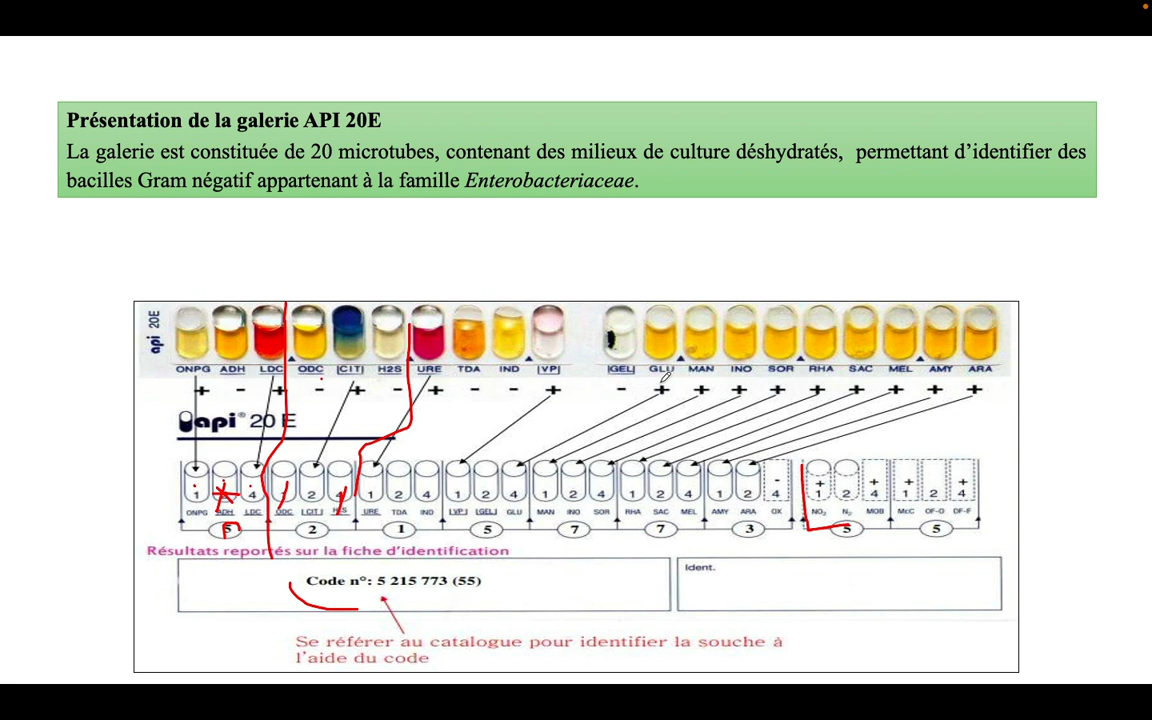 Présentation de la galerie API 20E
La galerie est constituée de 20 microtubes, contenant des milieux de culture déshydratés, permettant d’identifier des
bacilles Gram négatif appartenant à la famille Enterobacteriaceae.
api 20E
ONPG ADH LDC ODC |CIT| H2S URE TDA IND |VP| |GEL| GLU MAN INO SOR RHA SAC MEL AMY ARA
+ - + - + - + - - + - + + + + + + + + +
api® 20 E
1 4 2 4 1 2 4 1 2 4 1 2 4 1 2 4 1 2 - 4 + 1 2 + 4 + 1 2 + 4
ONPG ADH LDC ODC |CIT| H2S URE TDA IND |VP| |GEL| GLU MAN INO SOR RHA SAC MEL AMY ARA OX NO2 N2 MOB McC OF-O OF-F
5 2 1 5 7 7 3 5 5
Résultats reportés sur la fiche d’identification
Code n°: 5 215 773 (55)
Ident.
Se référer au catalogue pour identifier la souche à
l’aide du code